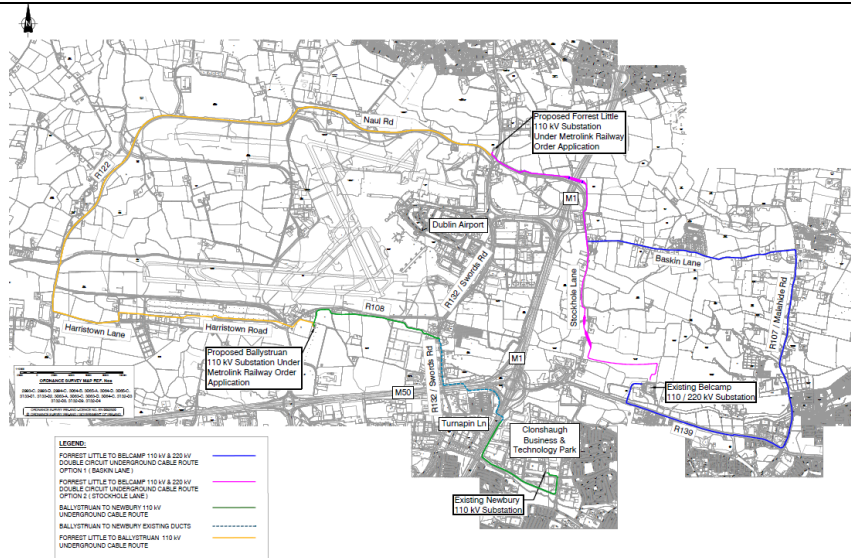 Naul Rd
Proposed Forrest Little
110 kV Substation
Under Metrolink Railway
Order Application
R122
M1
Dublin Airport
R132 / Swords Rd
Baskin Lane
Stockhole Lane
R107 / Malahide Rd
R108
Harristown Lane
Harristown Road
Proposed Ballystruan
110 kV Substation Under
Metrolink Railway Order
Application
M1
ORDNANCE SURVEY MAP REF. Nos
M50
R132 / Swords Rd
Existing Belcamp
110 / 220 kV Substation
Turnapin Ln
Clonshaugh
Business &
Technology Park
R139
Existing Newbury
110 kV Substation
LEGEND:
FORREST LITTLE TO BELCAMP 110 kV & 220 kV
DOUBLE CIRCUIT UNDERGROUND CABLE ROUTE
OPTION 1 ( BASKIN LANE )
FORREST LITTLE TO BELCAMP 110 kV & 220 kV
DOUBLE CIRCUIT UNDERGROUND CABLE ROUTE
OPTION 2 ( STOCKHOLE LANE )
BALLYSTRUAN TO NEWBURY 110 kV
UNDERGROUND CABLE ROUTE
BALLYSTRUAN TO NEWBURY EXISTING DUCTS
FORREST LITTLE TO BALLYSTRUAN 110 kV
UNDERGROUND CABLE ROUTE